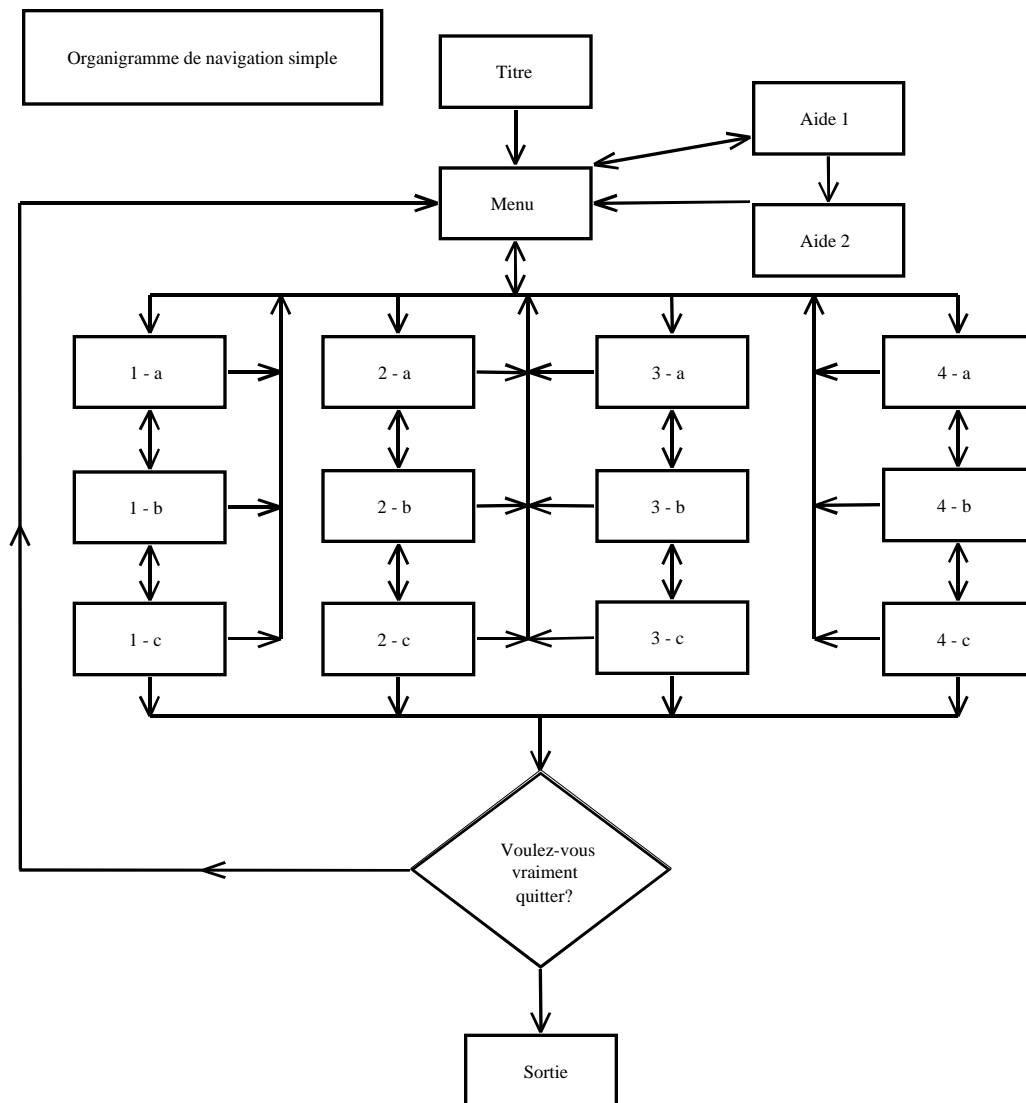 Organigramme de navigation simple
Titre
Aide 1
Menu
Aide 2
1 - a
2 - a
3 - a
4 - a
1 - b
2 - b
3 - b
4 - b
1 - c
2 - c
3 - c
4 - c
Voulez-vous
vraiment
quitter?
Sortie